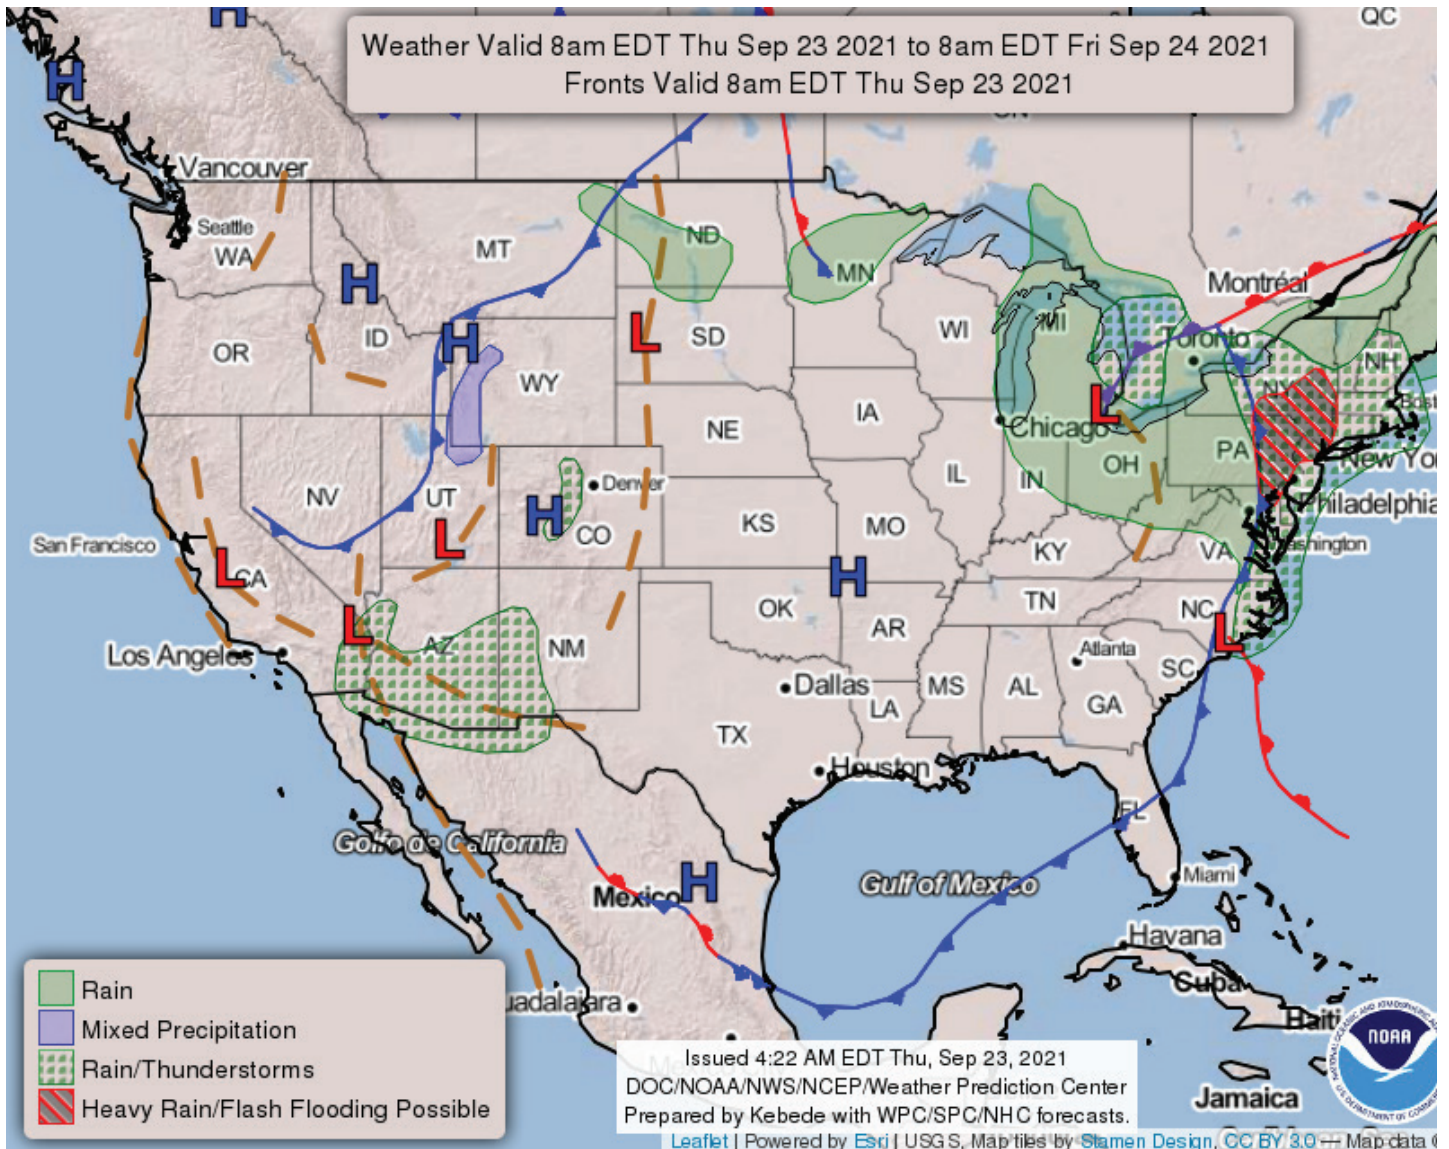 QC
Weather Valid 8am EDT Thu Sep 23 2021 to 8am EDT Fri Sep 24 2021
Fronts Valid 8am EDT Thu Sep 23 2021
H
H
Vancouver
Seattle
WA
MT
ND
MN
Montréal
H
OR
ID
H
WY
L
SD
WI
MI
Toronto
NY
NH
NE
IA
L
Chicago
OH
PA
New Yo
NV
UT
Denver
IL
IN
Philadelphia
H
CO
KS
MO
San Francisco
L
KY
VA
ashington
L
CA
H
OK
TN
NC
AR
L
AZ
NM
L
Los Angeles
Atlanta
SC
Dallas
MS
AL
LA
GA
TX
Houston
FL
Golfo de California
Mexico
H
Gulf of Mexico
Miami
Havana
Cuba
uadalajara
Haiti
Jamaica
NOAA
Rain
Mixed Precipitation
Rain/Thunderstorms
Heavy Rain/Flash Flooding Possible
Issued 4:22 AM EDT Thu, Sep 23, 2021
DOC/NOAA/NWS/NCEP/Weather Prediction Center
Prepared by Kebede with WPC/SPC/NHC forecasts.
Leaflet | Powered by Esri | USGS, Map tiles by Stamen Design, CC BY 3.0 — Map data ©